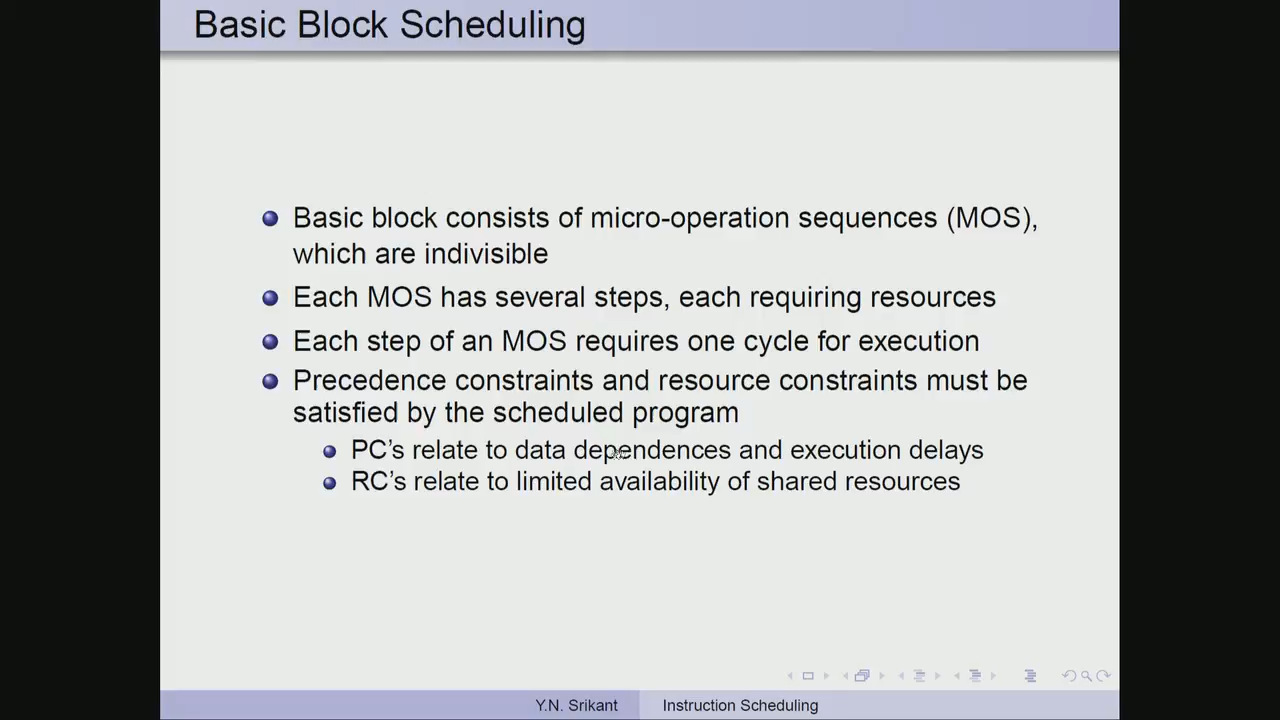 Basic Block Scheduling
Basic block consists of micro-operation sequences (MOS),
which are indivisible
Each MOS has several steps, each requiring resources
Each step of an MOS requires one cycle for execution
Precedence constraints and resource constraints must be
satisfied by the scheduled program
PC's relate to data dependences and execution delays
RC's relate to limited availability of shared resources
Y.N. Srikant
Instruction Scheduling